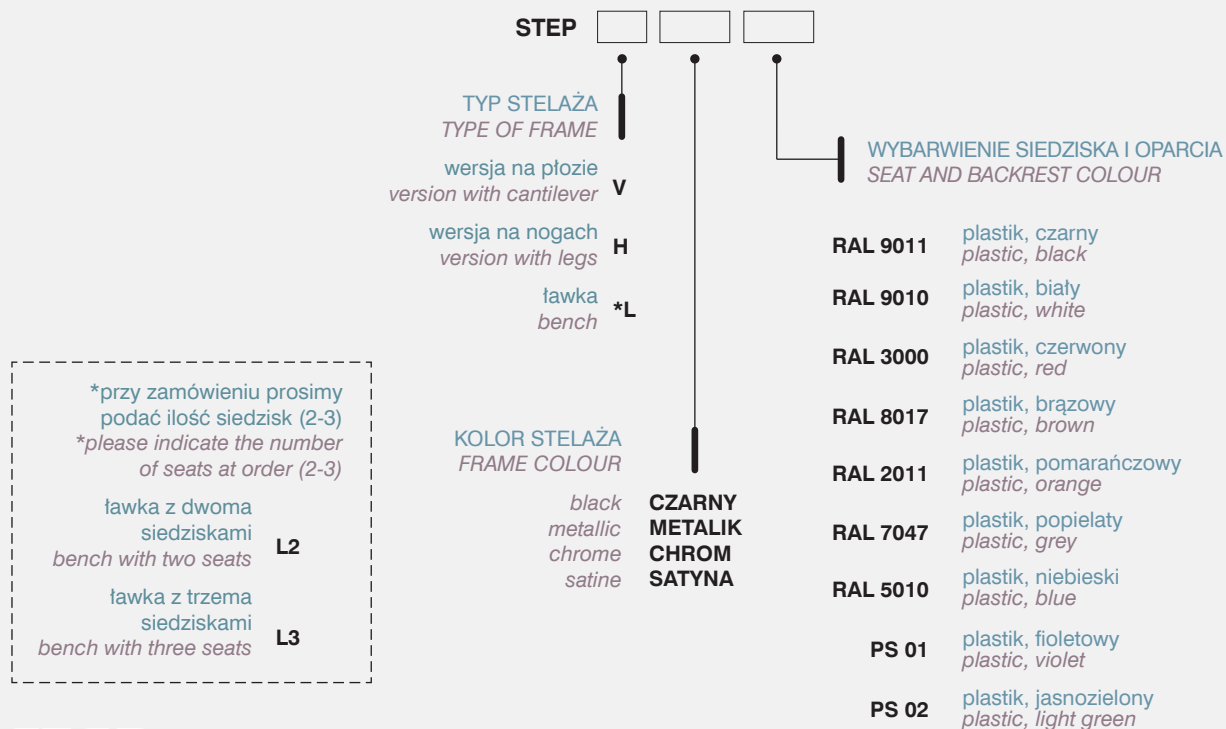 STEP
TYP STELAŻA
TYPE OF FRAME
wersja na płozie
version with cantilever
V
wersja na nogach
version with legs
H
ławka
bench
*L
*przy zamówieniu prosimy
podać ilość siedzisk (2-3)
*please indicate the number
of seats at order (2-3)
ławka z dwoma
siedziskami
bench with two seats
L2
ławka z trzema
siedziskami
bench with three seats
L3
KOLOR STELAŻA
FRAME COLOUR
black CZARNY
metallic METALIK
chrome CHROM
satine SATYNA
WYBARWIENIE SIEDZISKA I OPARCIA
SEAT AND BACKREST COLOUR
RAL 9011
plastik, czarny
plastic, black
RAL 9010
plastik, biały
plastic, white
RAL 3000
plastik, czerwony
plastic, red
RAL 8017
plastik, brązowy
plastic, brown
RAL 2011
plastik, pomarańczowy
plastic, orange
RAL 7047
plastik, popielaty
plastic, grey
RAL 5010
plastik, niebieski
plastic, blue
PS 01
plastik, fioletowy
plastic, violet
PS 02
plastik, jasnozielony
plastic, light green